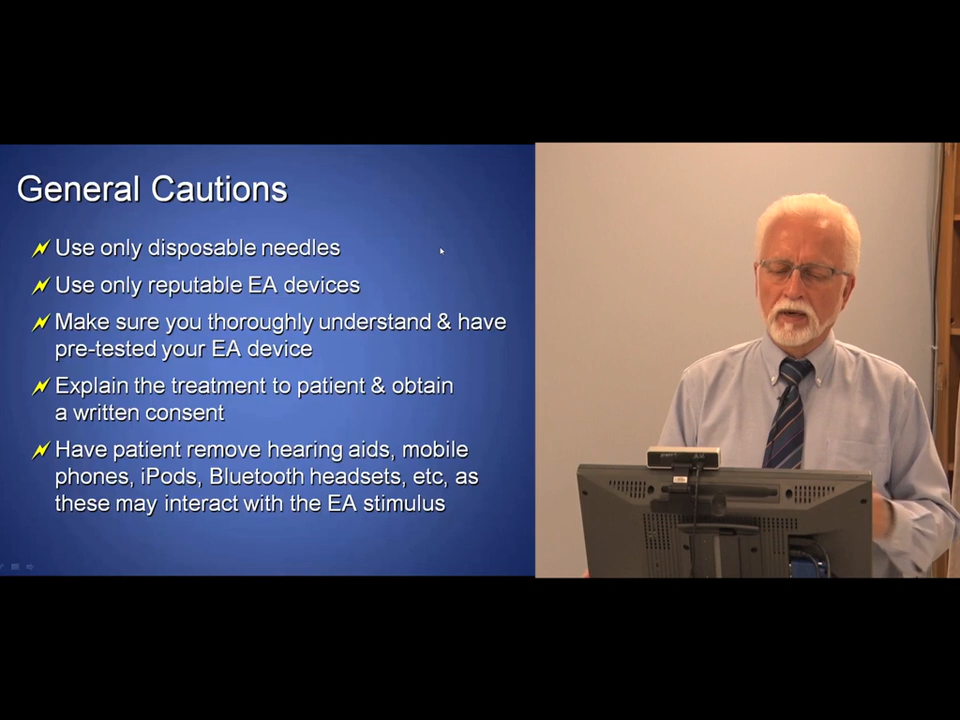 General Cautions
Use only disposable needles
Use only reputable EA devices
Make sure you thoroughly understand & have
pre-tested your EA device
Explain the treatment to patient & obtain
a written consent
Have patient remove hearing aids, mobile
phones, iPods, Bluetooth headsets, etc, as
these may interact with the EA stimulus